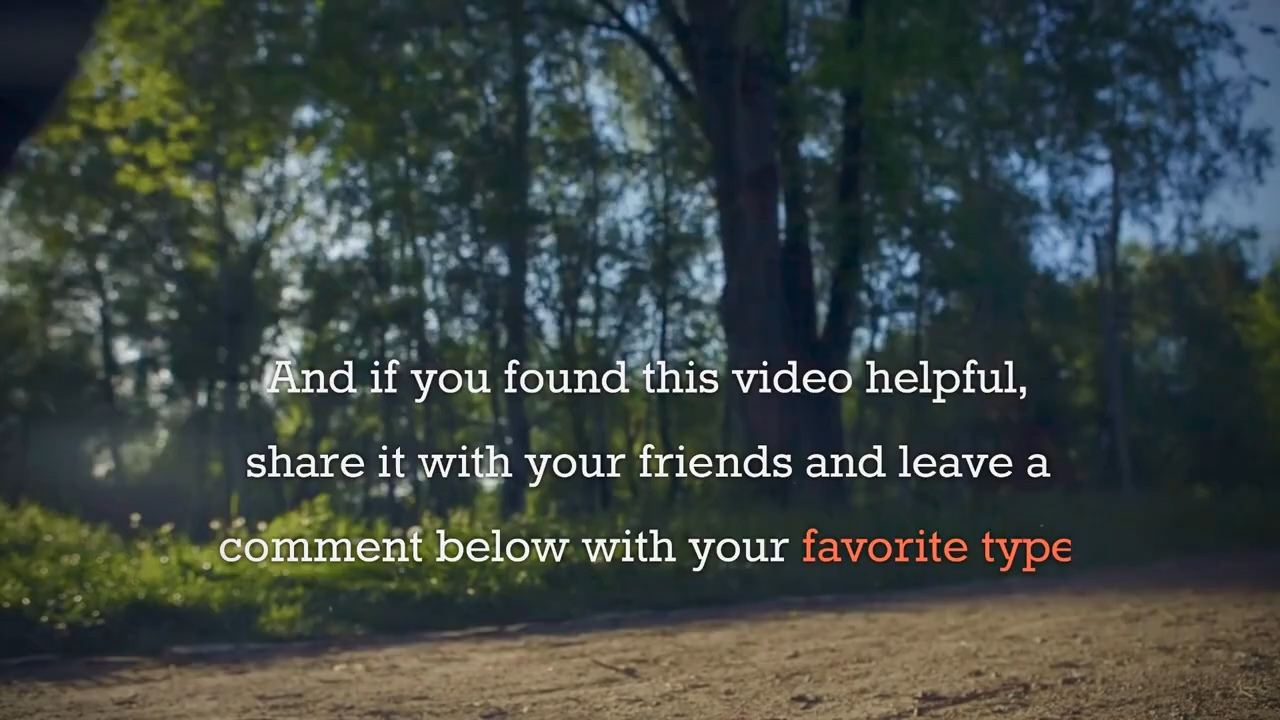 And if you found this video helpful,
share it with your friends and leave a
comment below with your favorite type